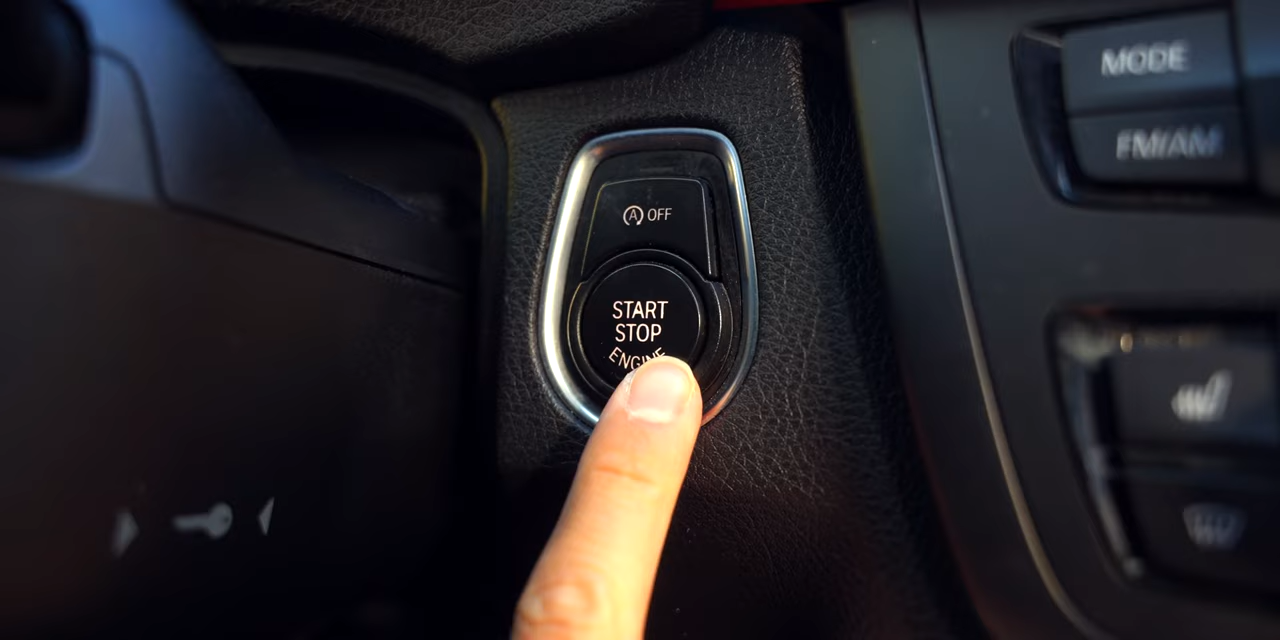 MODE
FM/AM
A OFF
START
STOP
ENGINE